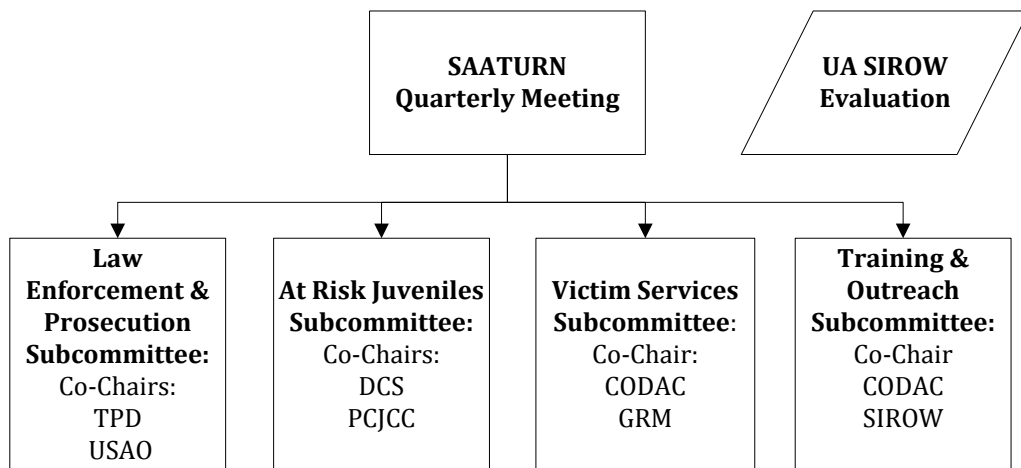 SAATURN
Quarterly Meeting
UA SIROW
Evaluation
Law
Enforcement &
Prosecution
Subcommittee:
Co-Chairs:
TPD
USAO
At Risk Juveniles
Subcommittee:
Co-Chairs:
DCS
PCJCC
Victim Services
Subcommittee:
Co-Chair:
CODAC
GRM
Training &
Outreach
Subcommittee:
Co-Chair
CODAC
SIROW